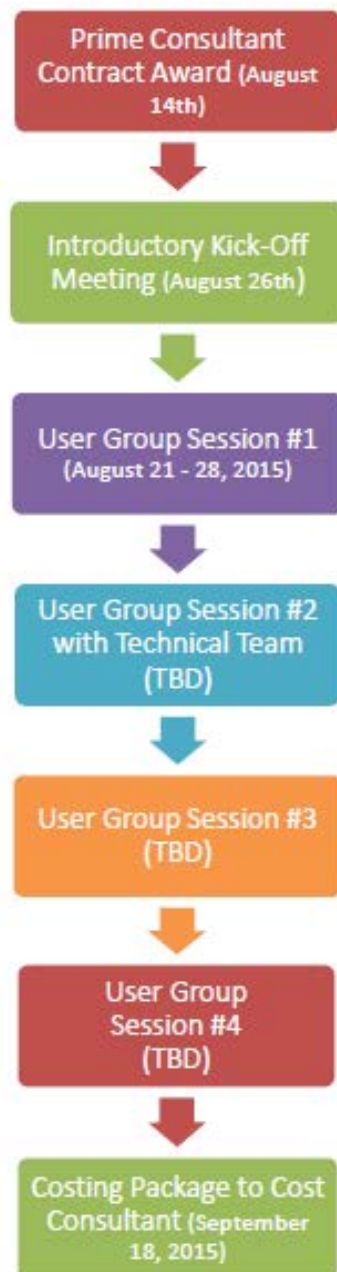 Prime Consultant
Contract Award (August
14th)
Introductory Kick-Off
Meeting (August 26th)
User Group Session #1
(August 21 - 28, 2015)
User Group Session #2
with Technical Team
(TBD)
User Group Session #3
(TBD)
User Group
Session #4
(TBD)
Costing Package to Cost
Consultant (September
18, 2015)